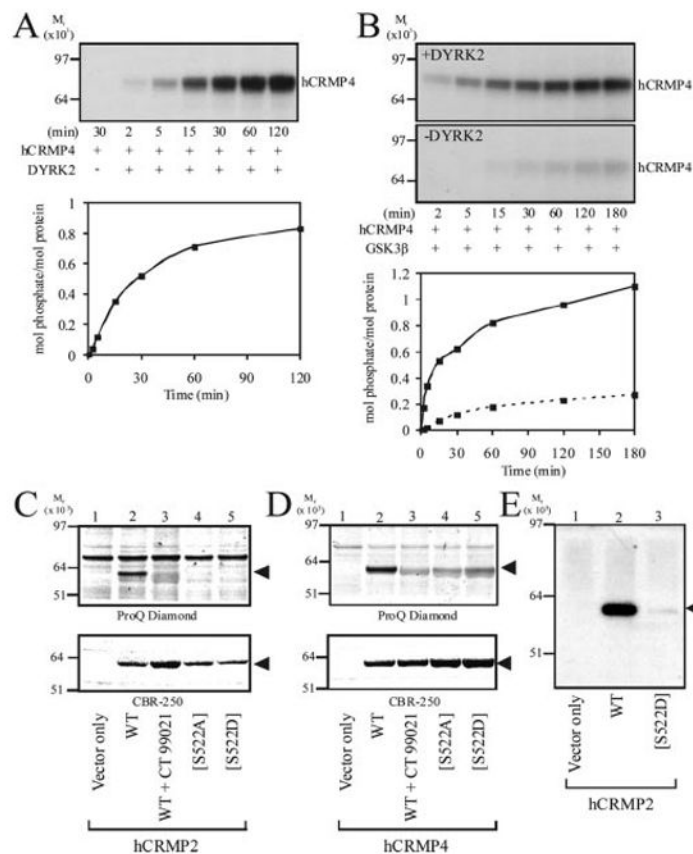 A
Mr
(x10³)
97
64
hCRMP4
(min) 30 2 5 15 30 60 120
hCRMP4 + + + + + + +
DYRK2 - + + + + + +
mol phosphate/mol protein
1
0.8
0.6
0.4
0.2
0
0 30 60 90 120
Time (min)
B
Mr
(x10³)
97
64
+DYRK2
hCRMP4
97
64
-DYRK2
hCRMP4
(min) 2 5 15 30 60 120 180
hCRMP4 + + + + + + +
GSK3β + + + + + + +
mol phosphate/mol protein
1.2
1
0.8
0.6
0.4
0.2
0
0 30 60 90 120 150 180
Time (min)
C
Mr
(x 10³)
1 2 3 4 5
97
64
51
ProQ Diamond
64
51
CBR-250
Vector only
WT
WT + CT 99021
[S522A]
[S522D]
hCRMP2
D
Mr
(x 10³)
1 2 3 4 5
97
64
51
ProQ Diamond
64
51
CBR-250
Vector only
WT
WT + CT 99021
[S522A]
[S522D]
hCRMP4
E
Mr
(x 10³)
1 2 3
97
64
51
Vector only
WT
[S522D]
hCRMP2